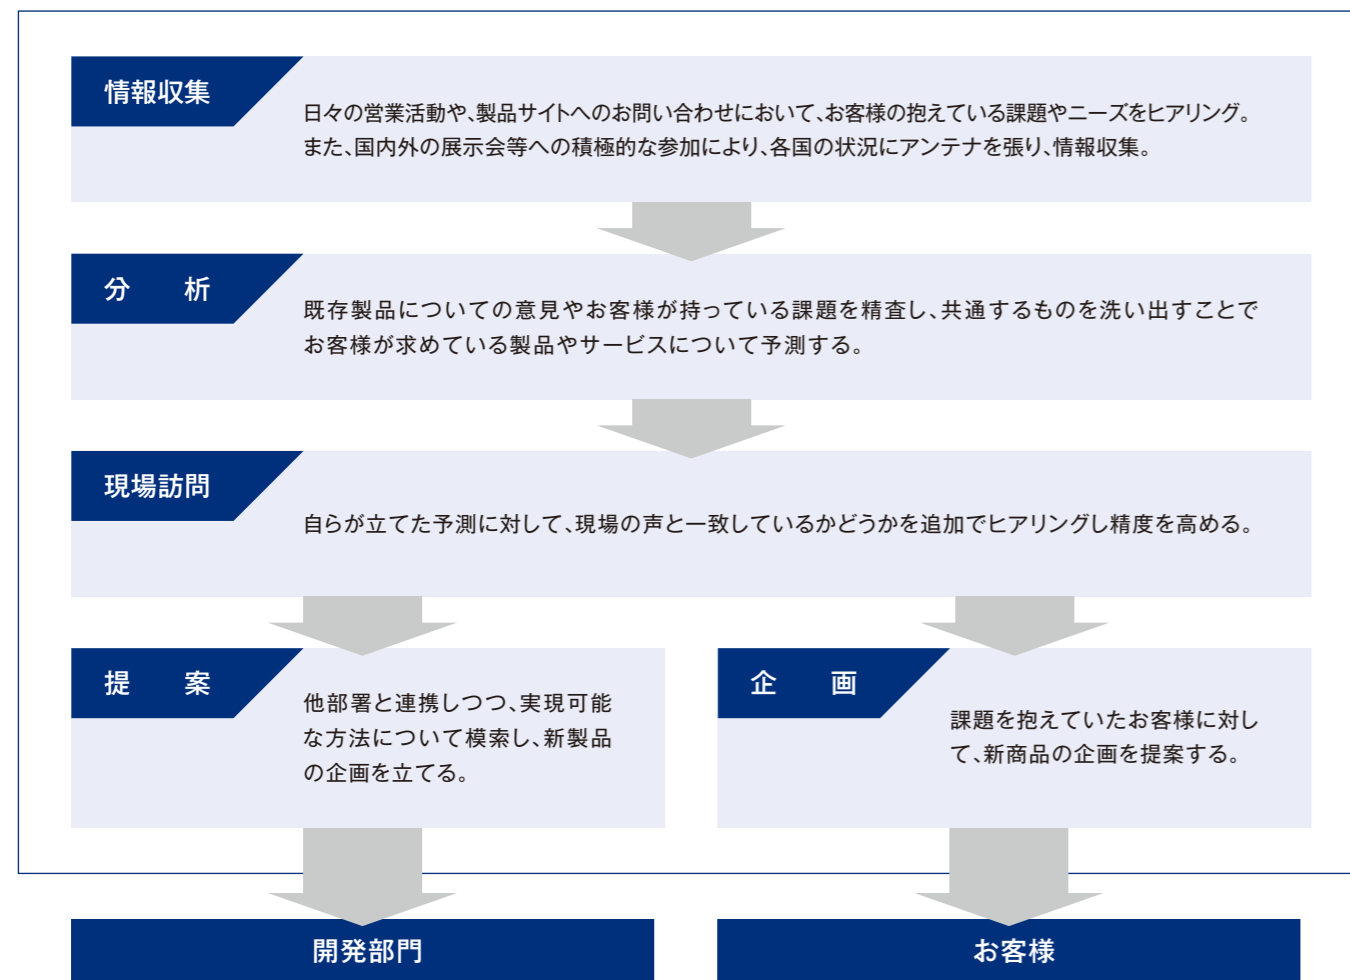 情報収集
日々の営業活動や、製品サイトへのお問い合わせにおいて、お客様の抱えている課題やニーズをヒアリング。
また、国内外の展示会等への積極的な参加により、各国の状況にアンテナを張り、情報収集。
分　析
既存製品についての意見やお客様が持っている課題を精査し、共通するものを洗い出すことで
お客様が求めている製品やサービスについて予測する。
現場訪問
自らが立てた予測に対して、現場の声と一致しているかどうかを追加でヒアリングし精度を高める。
提　案
他部署と連携しつつ、実現可能
な方法について模索し、新製品
の企画を立てる。
企　画
課題を抱えていたお客様に対し
て、新商品の企画を提案する。
開発部門
お客様